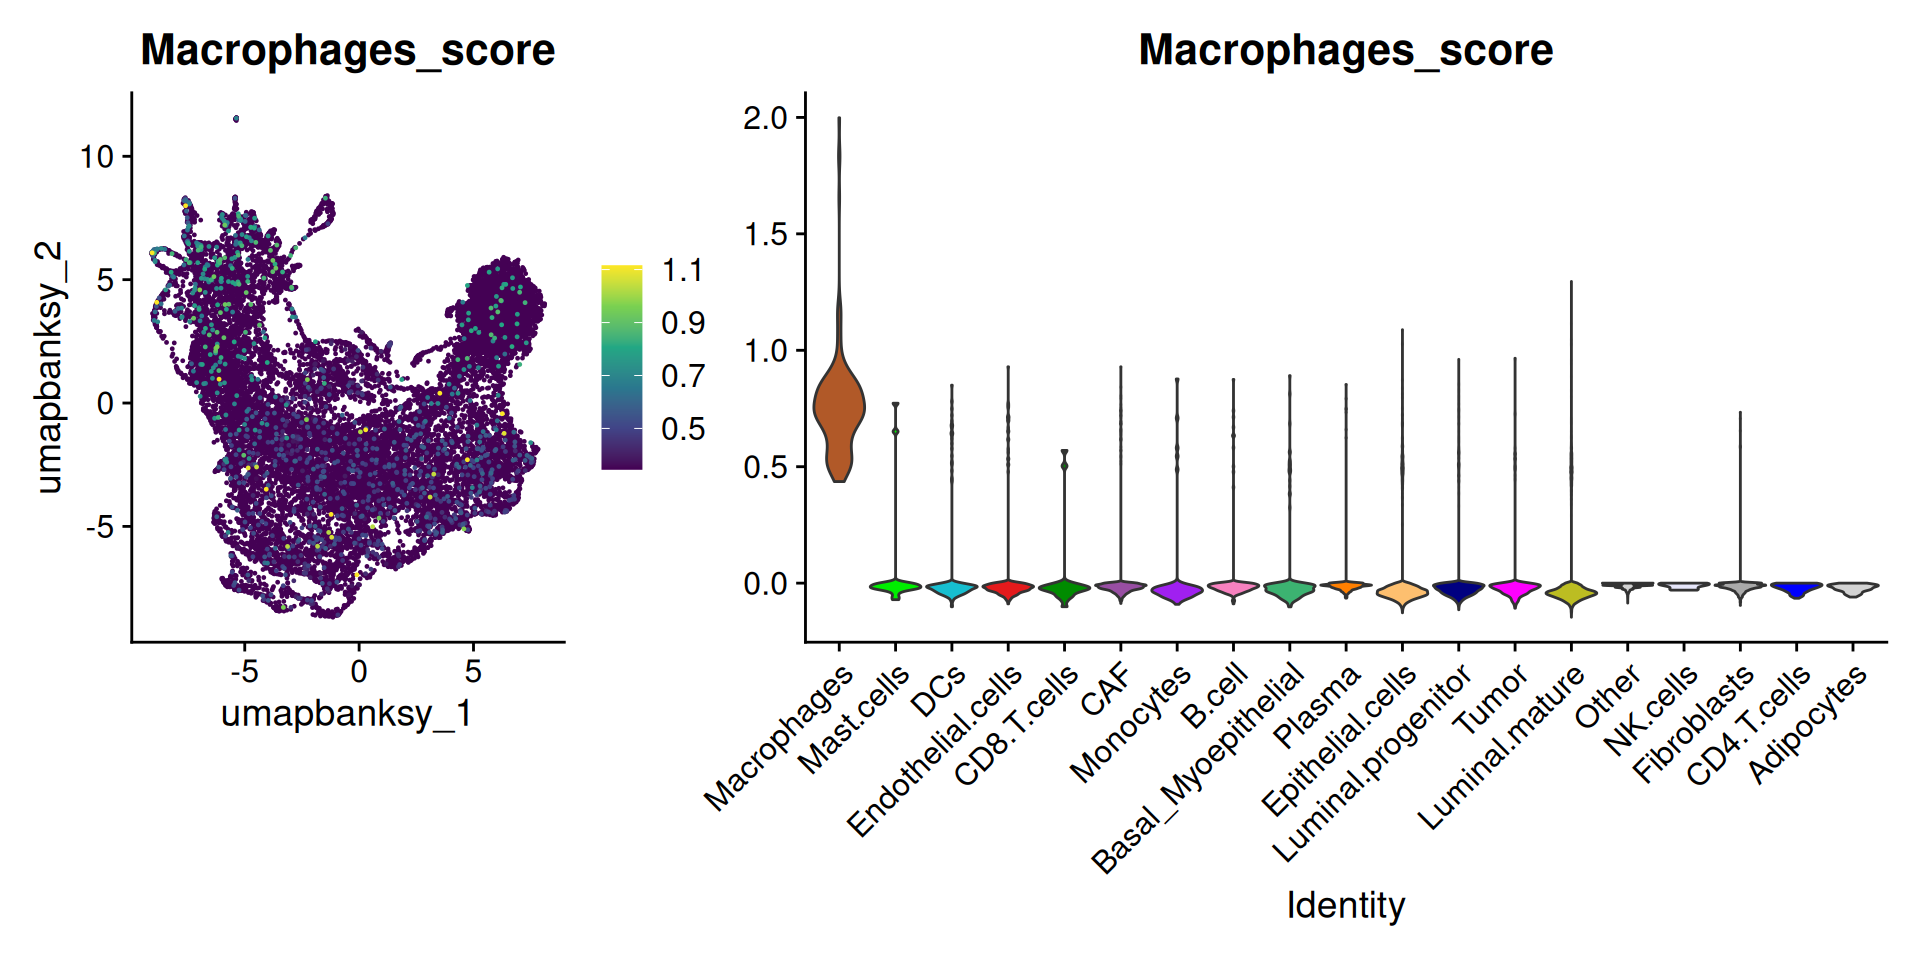 Macrophages_score
10
5
0
-5
umapbanksy_2
-5
0
5
umapbanksy_1
1.1
0.9
0.7
0.5
Macrophages_score
2.0
1.5
1.0
0.5
0.0
Macrophages
Mast.cells
DCs
Endothelial.cells
CD8.T.cells
CAF
Monocytes
B.cell
Basal_Myoepithelial
Plasma
Epithelial.cells
Luminal.progenitor
Tumor
Luminal.mature
Other
NK.cells
Fibroblasts
CD4.T.cells
Adipocytes
Identity